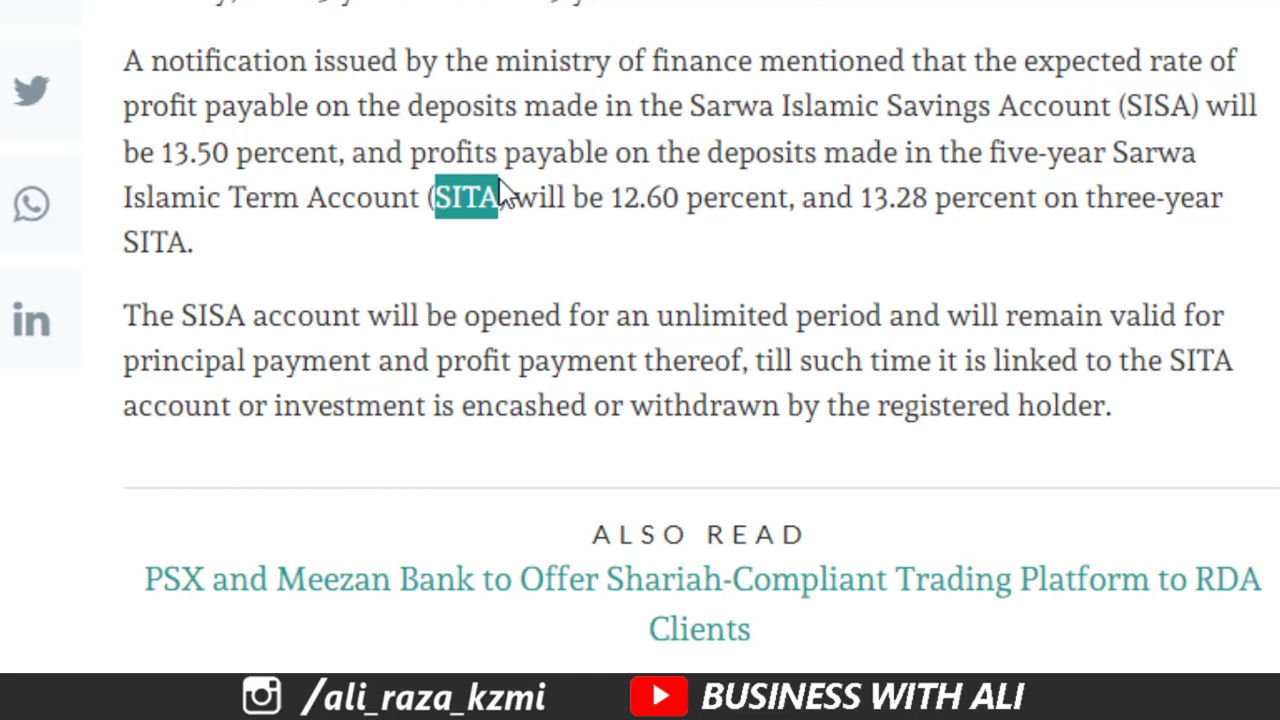 A notification issued by the ministry of finance mentioned that the expected rate of
profit payable on the deposits made in the Sarwa Islamic Savings Account (SISA) will
be 13.50 percent, and profits payable on the deposits made in the five-year Sarwa
Islamic Term Account (SITA) will be 12.60 percent, and 13.28 percent on three-year
SITA.
The SISA account will be opened for an unlimited period and will remain valid for
principal payment and profit payment thereof, till such time it is linked to the SITA
account or investment is encashed or withdrawn by the registered holder.
ALSO READ
PSX and Meezan Bank to Offer Shariah-Compliant Trading Platform to RDA
Clients
/ali_raza_kzmi BUSINESS WITH ALI